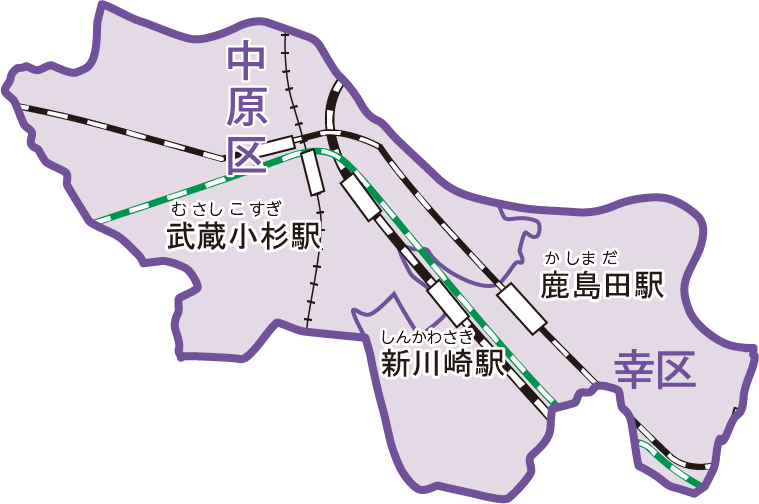 中原区
むさしこすぎ
武蔵小杉駅
かしまだ
鹿島田駅
しんかわさき
新川崎駅
幸区